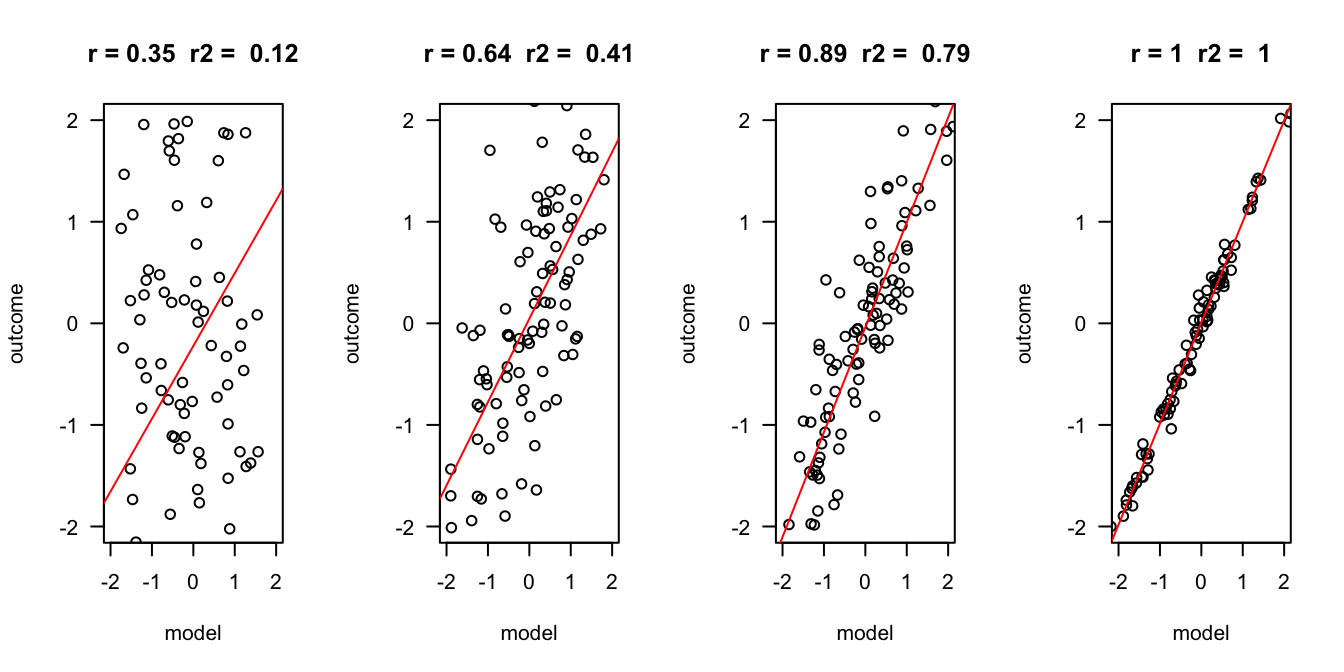 r = 0.35  r2 =  0.12
outcome
2
1
0
-1
-2
-2 -1 0 1 2
model
r = 0.64  r2 =  0.41
outcome
2
1
0
-1
-2
-2 -1 0 1 2
model
r = 0.89  r2 =  0.79
outcome
2
1
0
-1
-2
-2 -1 0 1 2
model
r = 1  r2 =  1
outcome
2
1
0
-1
-2
-2 -1 0 1 2
model